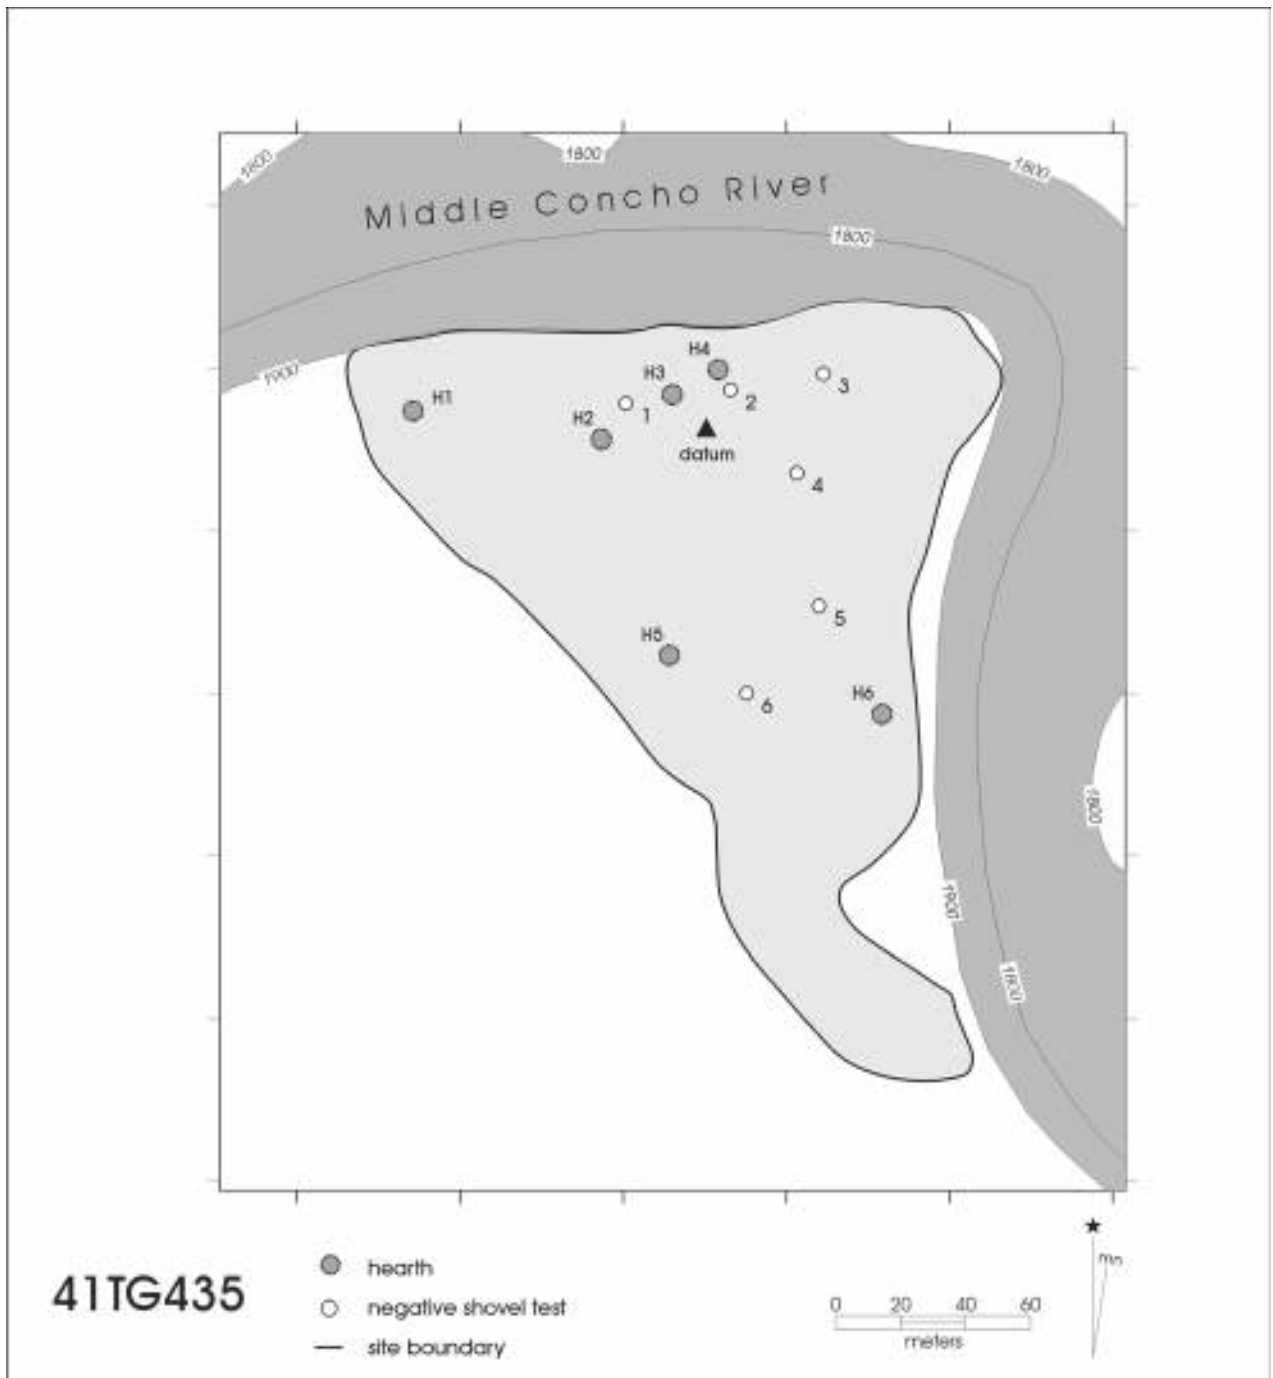 1800
1800
1800
Middle Concho River
1800
1900
H4
H3
3
2
H1
1
H2
datum
4
5
H5
6
H6
1800
1900
1800
mn
41TG435
hearth
negative shovel test
site boundary
0 20 40 60
meters